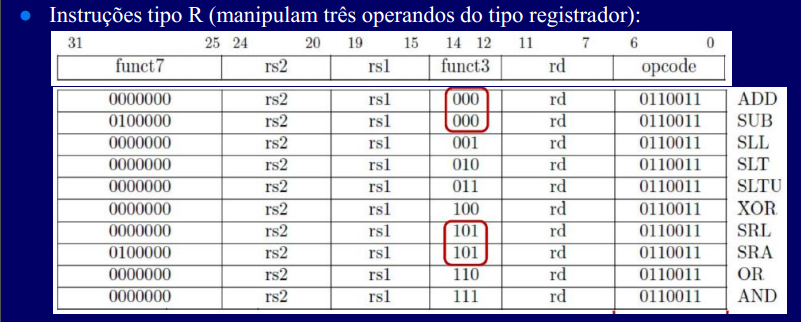 ● Instruções tipo R (manipulam três operandos do tipo registrador):
31 25 24 20 19 15 14 12 11 7 6 0
funct7 rs2 rs1 funct3 rd opcode
0000000 rs2 rs1 000 rd 0110011 ADD
0100000 rs2 rs1 000 rd 0110011 SUB
0000000 rs2 rs1 001 rd 0110011 SLL
0000000 rs2 rs1 010 rd 0110011 SLT
0000000 rs2 rs1 011 rd 0110011 SLTU
0000000 rs2 rs1 100 rd 0110011 XOR
0000000 rs2 rs1 101 rd 0110011 SRL
0100000 rs2 rs1 101 rd 0110011 SRA
0000000 rs2 rs1 110 rd 0110011 OR
0000000 rs2 rs1 111 rd 0110011 AND